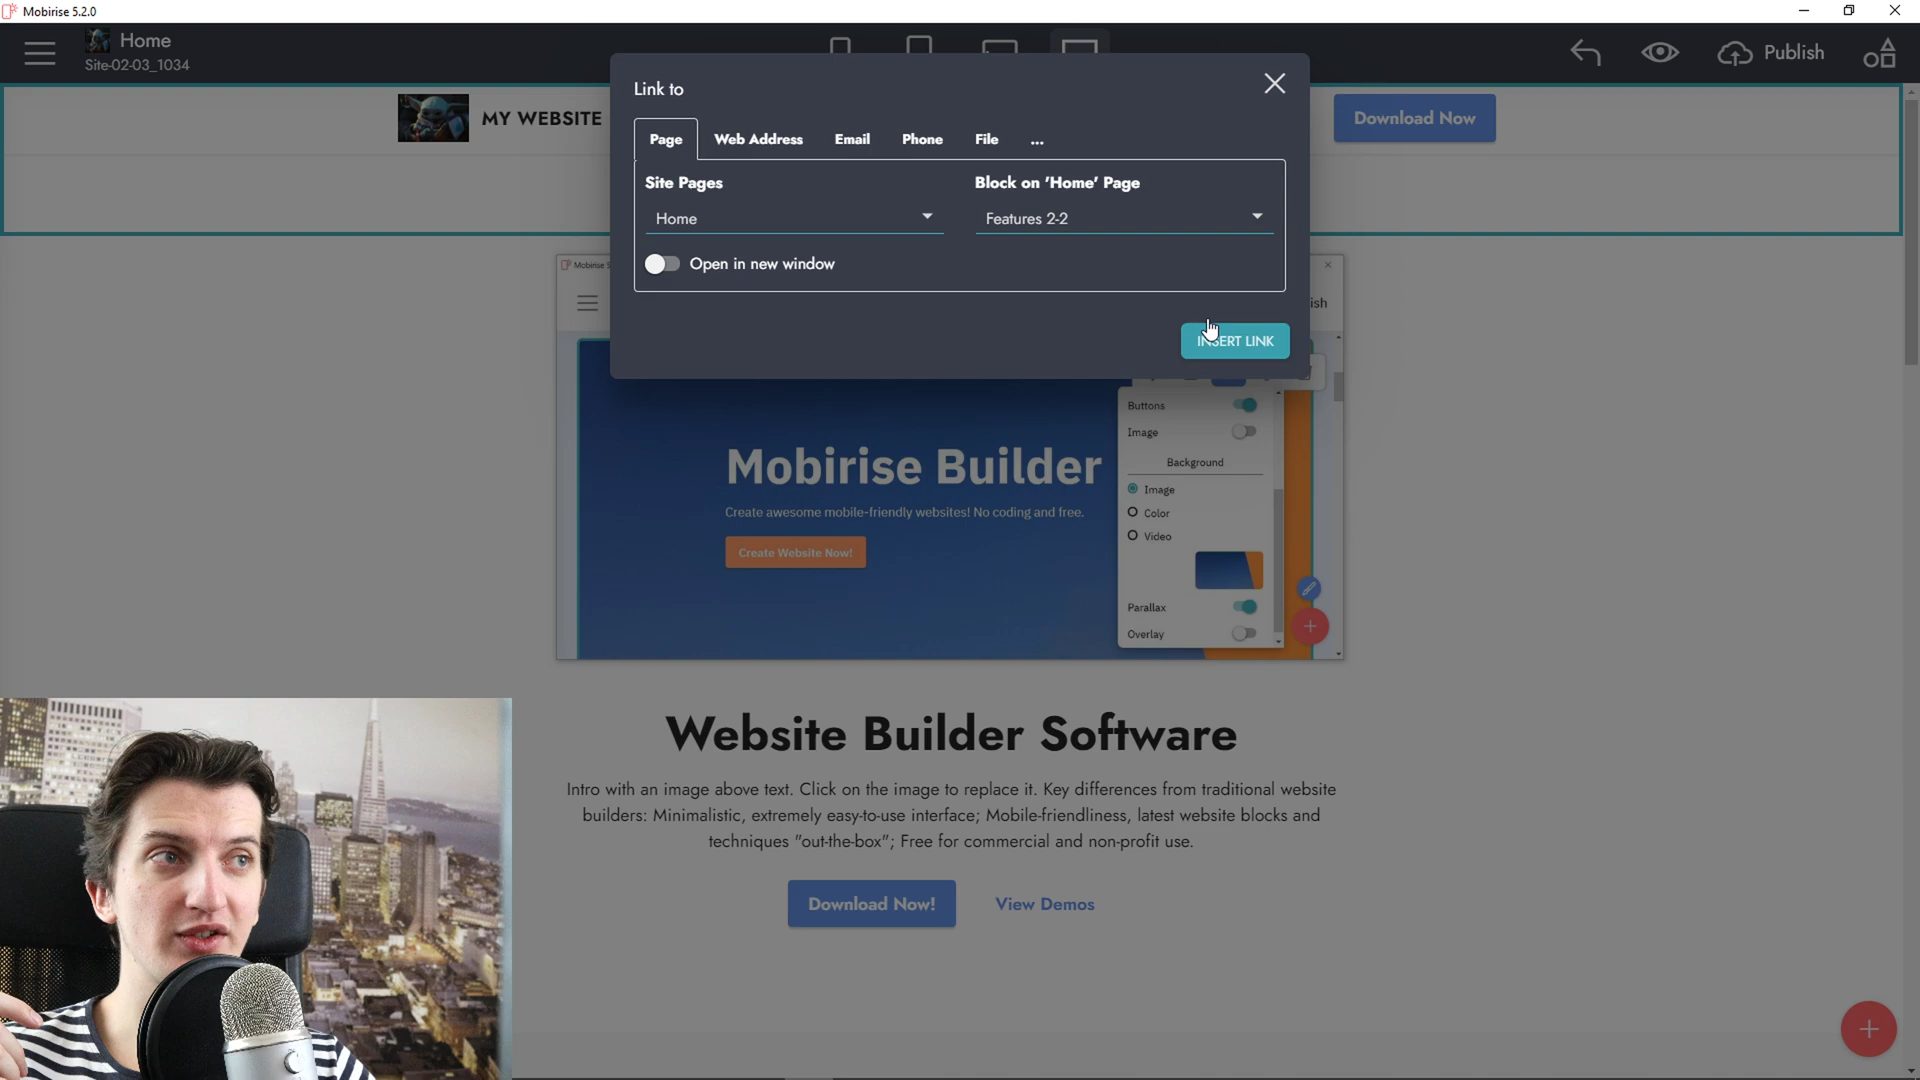 Mobirise 5.2.0
Home
Site-02-03_1034
Publish
MY WEBSITE
Download Now
Link to
Page
Web Address
Email
Phone
File
...
Site Pages
Block on 'Home' Page
Home
Features 2-2
Open in new window
INSERT LINK
Mobirise
ish
Buttons
Image
Background
Image
Color
Video
Parallax
Overlay
Mobirise Builder
Create awesome mobile-friendly websites! No coding and free.
Create Website Now!
Website Builder Software
Intro with an image above text. Click on the image to replace it. Key differences from traditional website
builders: Minimalistic, extremely easy-to-use interface; Mobile-friendliness, latest website blocks and
techniques "out-the-box"; Free for commercial and non-profit use.
Download Now!
View Demos